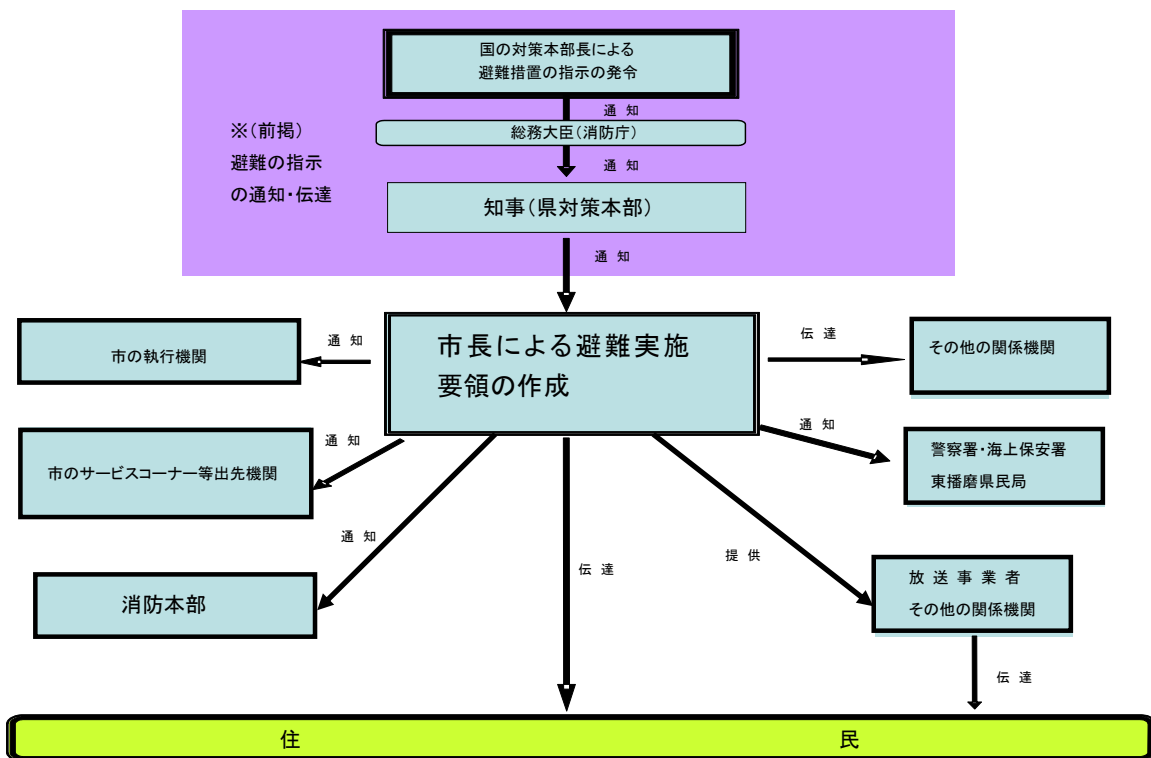 国の対策本部長による
避難措置の指示の発令
通 知
総務大臣(消防庁)
※(前掲)
避難の指示
の通知・伝達
通 知
知事(県対策本部)
通 知
市長による避難実施
要領の作成
通 知
市の執行機関
伝 達
その他の関係機関
通 知
市のサービスコーナー等出先機関
通 知
警察署・海上保安署
東播磨県民局
通 知
消防本部
伝 達
提 供
放 送 事 業 者
その他の関係機関
伝 達
住 民